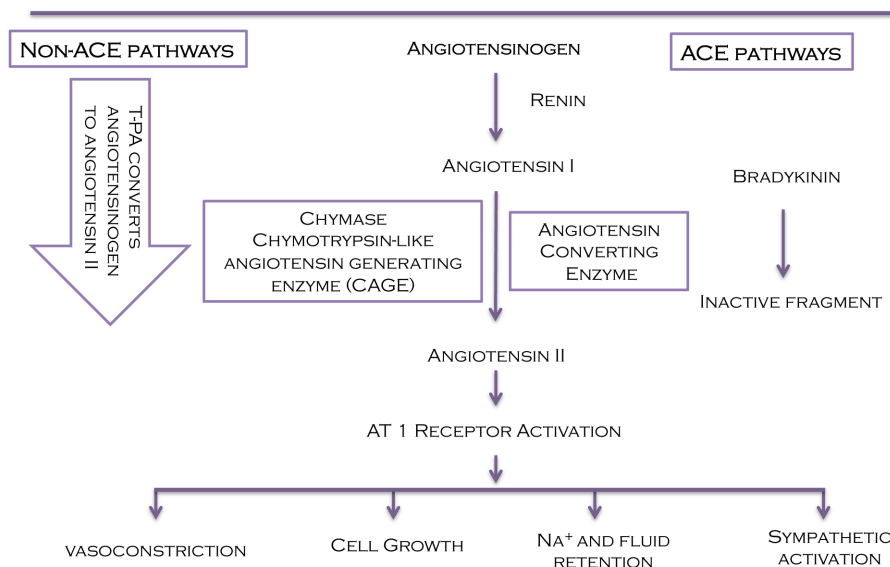 NON-ACE PATHWAYS
ANGIOTENSINOGEN
ACE PATHWAYS
T-PA CONVERTS
ANGIOTENSINOGEN
TO ANGIOTENSIN II
RENIN
ANGIOTENSIN I
BRADYKININ
CHYMASE
CHYMOTRYPSIN-LIKE
ANGIOTENSIN GENERATING
ENZYME (CAGE)
ANGIOTENSIN
CONVERTING
ENZYME
INACTIVE FRAGMENT
ANGIOTENSIN II
AT 1 RECEPTOR ACTIVATION
VASOCONSTRICTION
CELL GROWTH
NA⁺ AND FLUID
RETENTION
SYMPATHETIC
ACTIVATION